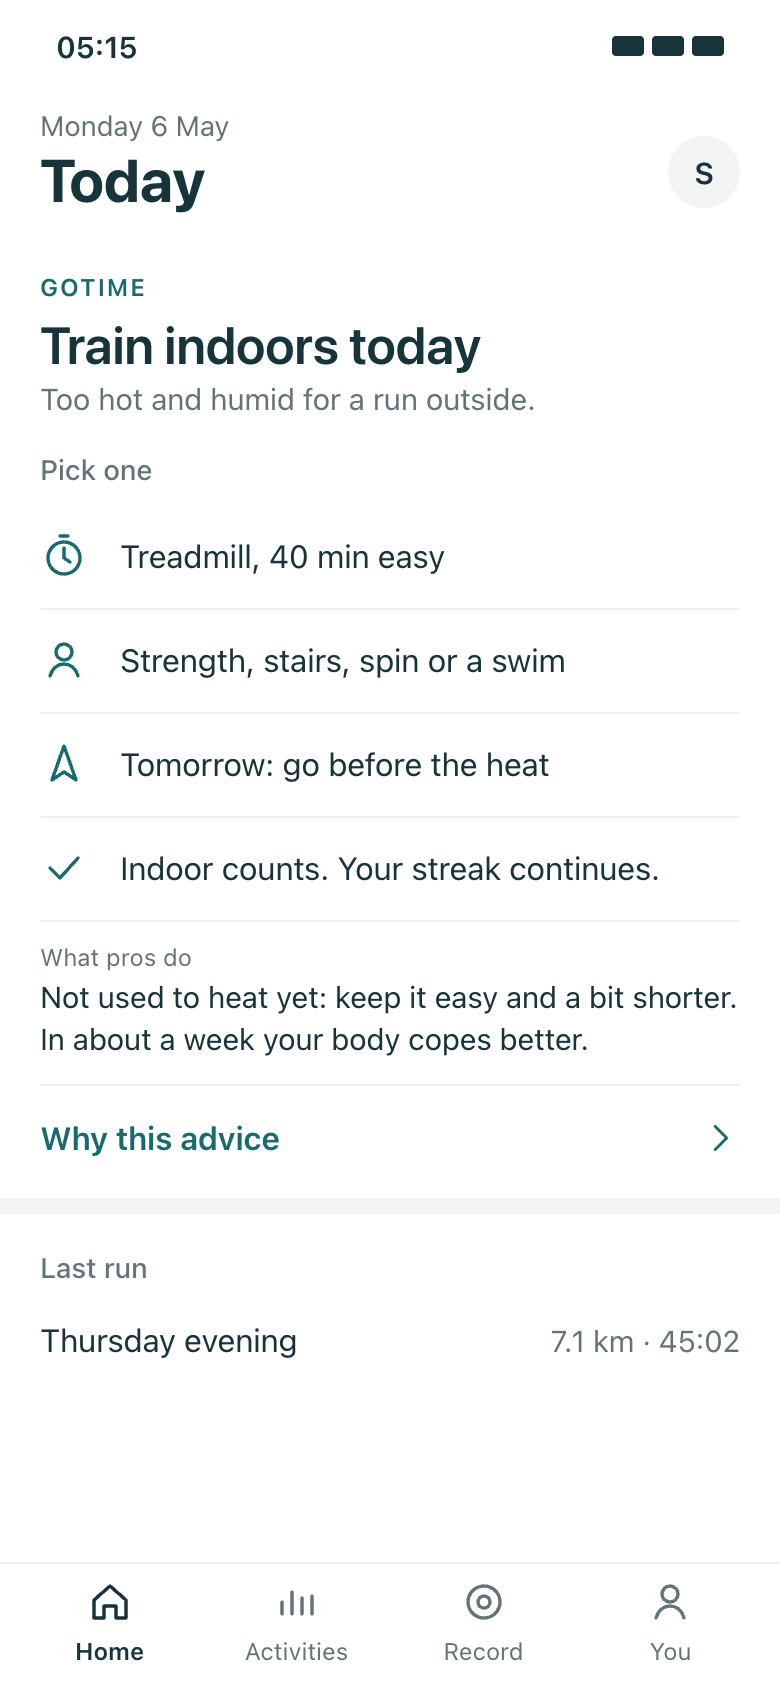 05:15
Monday 6 May
Today
S
GOTIME
Train indoors today
Too hot and humid for a run outside.
Pick one
Treadmill, 40 min easy
Strength, stairs, spin or a swim
Tomorrow: go before the heat
Indoor counts. Your streak continues.
What pros do
Not used to heat yet: keep it easy and a bit shorter.
In about a week your body copes better.
Why this advice
Last run
Thursday evening
7.1 km · 45:02
Home
Activities
Record
You